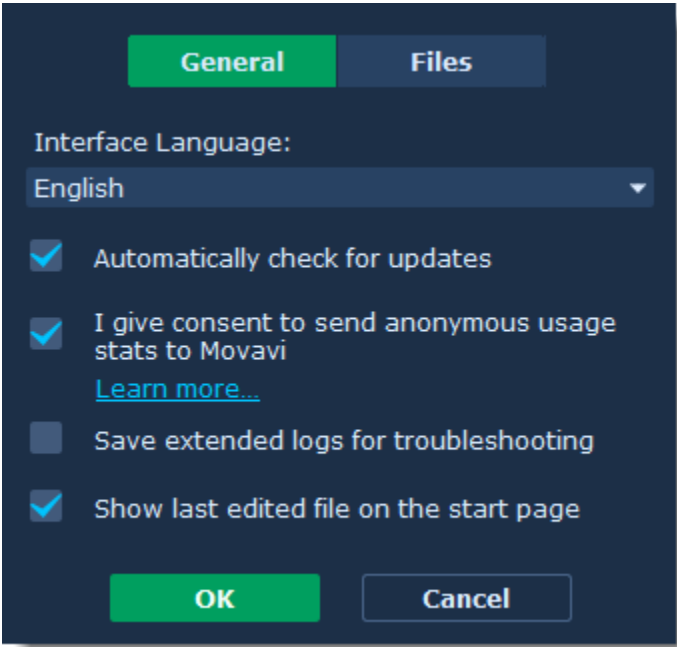 General Files
Interface Language:
English
Automatically check for updates
I give consent to send anonymous usage
stats to Movavi
Learn more...
Save extended logs for troubleshooting
Show last edited file on the start page
OK Cancel